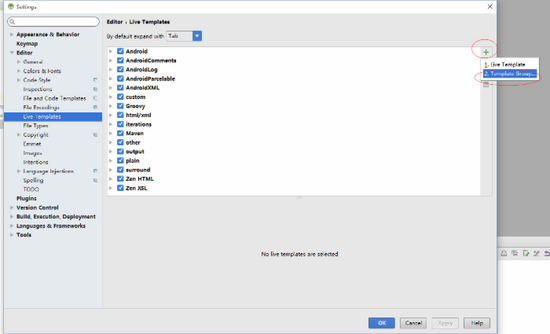 Settings
Appearance & Behavior
Keymap
Editor
General
Colors & Fonts
Code Style
Inspections
File and Code Templates
File Encodings
Live Templates
File Types
Copyright
Emmet
Images
Intentions
Language Injections
Spelling
TODO
Plugins
Version Control
Build, Execution, Deployment
Languages & Frameworks
Tools
Editor › Live Templates
By default expand with Tab
Android
AndroidComments
AndroidLog
AndroidParcelable
AndroidXML
custom
Groovy
html/xml
iterations
Maven
other
output
plain
surround
Zen HTML
Zen XSL
1. Live Template
2. Template Group...
No live templates are selected
OK
Cancel
Apply
Help